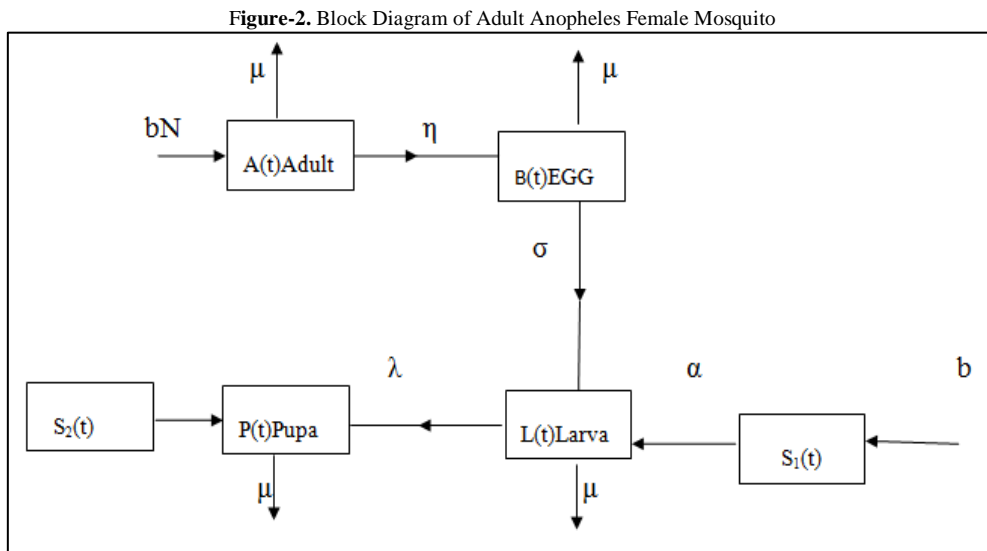 Figure-2. Block Diagram of Adult Anopheles Female Mosquito
μ
μ
bN
η
A(t)Adult
B(t)EGG
σ
λ
α
b
S₂(t)
P(t)Pupa
L(t)Larva
S₁(t)
μ
μ